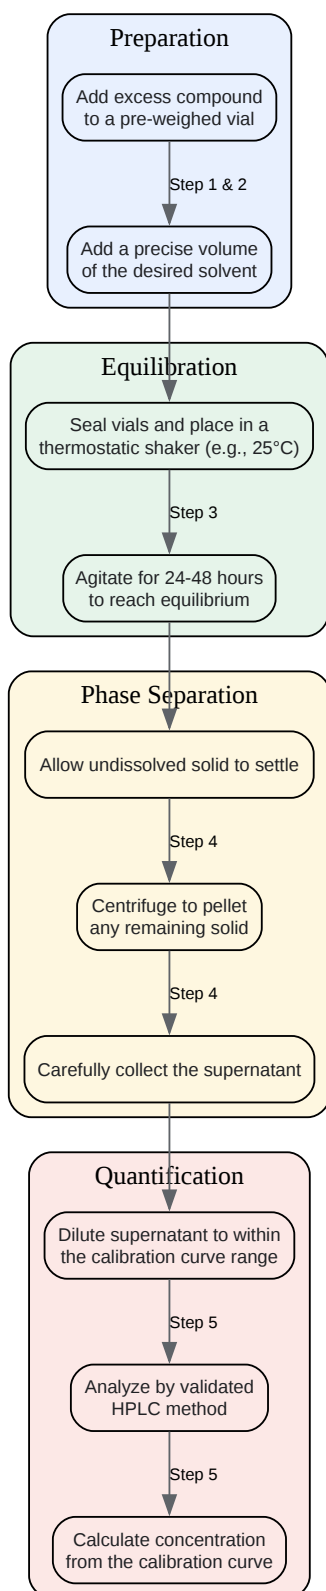 Preparation
Add excess compound
to a pre-weighed vial
Step 1 & 2
Add a precise volume
of the desired solvent
Equilibration
Seal vials and place in a
thermostatic shaker (e.g., 25°C)
Step 3
Agitate for 24-48 hours
to reach equilibrium
Phase Separation
Allow undissolved solid to settle
Step 4
Centrifuge to pellet
any remaining solid
Step 4
Carefully collect the supernatant
Quantification
Dilute supernatant to within
the calibration curve range
Step 5
Analyze by validated
HPLC method
Step 5
Calculate concentration
from the calibration curve